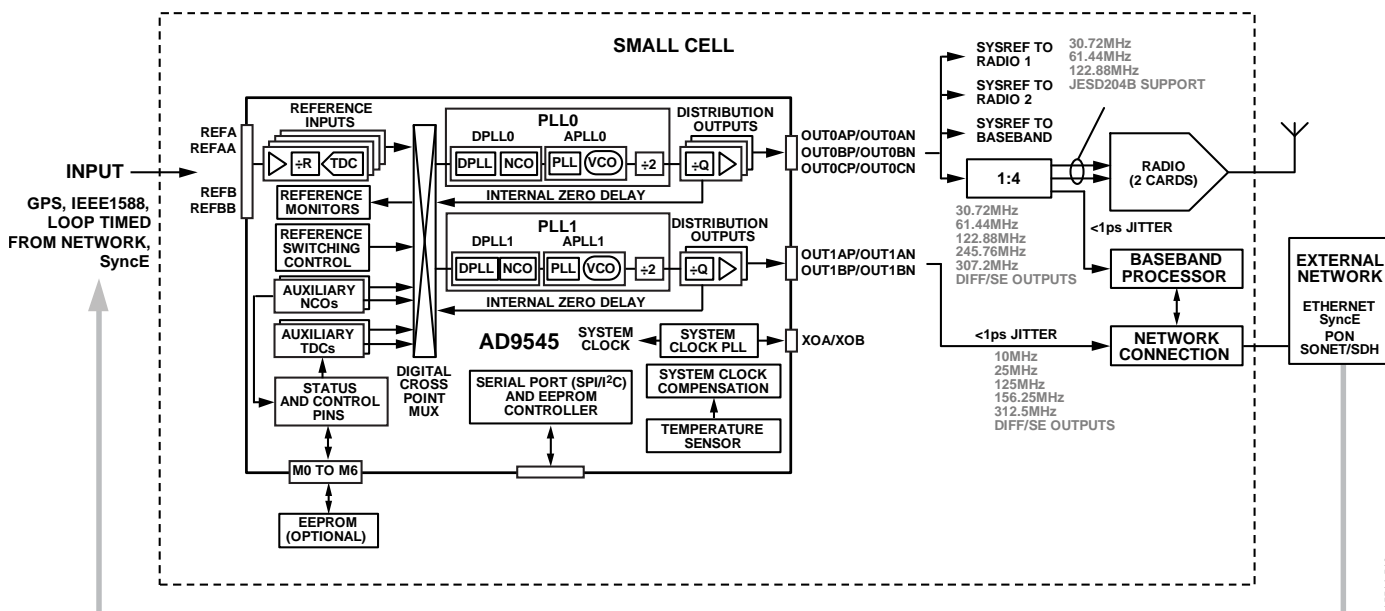 SMALL CELL
INPUT
GPS, IEEE1588,
LOOP TIMED
FROM NETWORK,
SyncE
REFA
REFAA
REFB
REFBB
REFERENCE
INPUTS
÷R
TDC
REFERENCE
MONITORS
REFERENCE
SWITCHING
CONTROL
AUXILIARY
NCOs
AUXILIARY
TDCs
STATUS
AND CONTROL
PINS
M0 TO M6
EEPROM
(OPTIONAL)
DIGITAL
CROSS
POINT
MUX
PLL0
DPLL0
APLL0
DPLL
NCO
PLL
VCO
÷2
INTERNAL ZERO DELAY
DISTRIBUTION
OUTPUTS
÷Q
PLL1
DPLL1
APLL1
DPLL
NCO
PLL
VCO
÷2
INTERNAL ZERO DELAY
DISTRIBUTION
OUTPUTS
÷Q
AD9545
SYSTEM
CLOCK
SYSTEM
CLOCK PLL
SERIAL PORT (SPI/I²C)
AND EEPROM
CONTROLLER
SYSTEM CLOCK
COMPENSATION
TEMPERATURE
SENSOR
OUT0AP/OUT0AN
OUT0BP/OUT0BN
OUT0CP/OUT0CN
OUT1AP/OUT1AN
OUT1BP/OUT1BN
XOA/XOB
SYSREF TO
RADIO 1
SYSREF TO
RADIO 2
SYSREF TO
BASEBAND
30.72MHz
61.44MHz
122.88MHz
JESD204B SUPPORT
1:4
RADIO
(2 CARDS)
30.72MHz
61.44MHz
122.88MHz
245.76MHz
307.2MHz
DIFF/SE OUTPUTS
<1ps JITTER
BASEBAND
PROCESSOR
<1ps JITTER
10MHz
25MHz
125MHz
156.25MHz
312.5MHz
DIFF/SE OUTPUTS
NETWORK
CONNECTION
EXTERNAL
NETWORK
ETHERNET
SyncE
PON
SONET/SDH